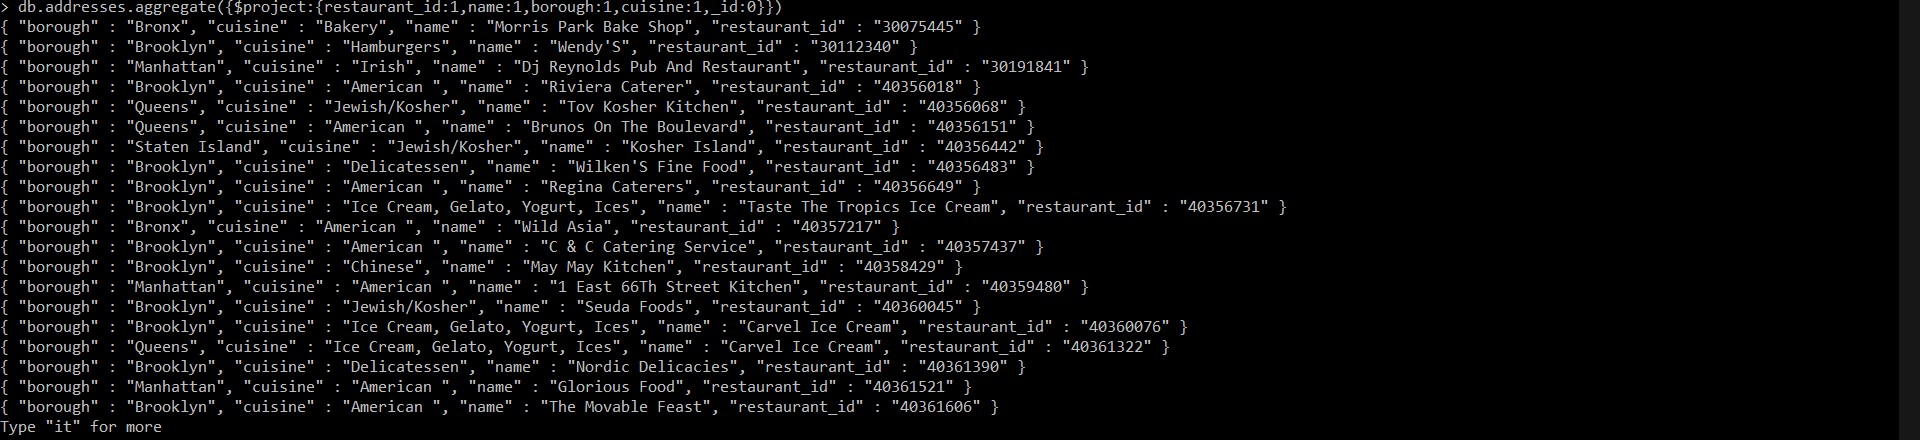 > db.addresses.aggregate({$project:{restaurant_id:1,name:1,borough:1,cuisine:1,_id:0}})
{ "borough" : "Bronx", "cuisine" : "Bakery", "name" : "Morris Park Bake Shop", "restaurant_id" : "30075445" }
{ "borough" : "Brooklyn", "cuisine" : "Hamburgers", "name" : "Wendy'S", "restaurant_id" : "30112340" }
{ "borough" : "Manhattan", "cuisine" : "Irish", "name" : "Dj Reynolds Pub And Restaurant", "restaurant_id" : "30191841" }
{ "borough" : "Brooklyn", "cuisine" : "American ", "name" : "Riviera Caterer", "restaurant_id" : "40356018" }
{ "borough" : "Queens", "cuisine" : "Jewish/Kosher", "name" : "Tov Kosher Kitchen", "restaurant_id" : "40356068" }
{ "borough" : "Queens", "cuisine" : "American ", "name" : "Brunos On The Boulevard", "restaurant_id" : "40356151" }
{ "borough" : "Staten Island", "cuisine" : "Jewish/Kosher", "name" : "Kosher Island", "restaurant_id" : "40356442" }
{ "borough" : "Brooklyn", "cuisine" : "Delicatessen", "name" : "Wilken'S Fine Food", "restaurant_id" : "40356483" }
{ "borough" : "Brooklyn", "cuisine" : "American ", "name" : "Regina Caterers", "restaurant_id" : "40356649" }
{ "borough" : "Brooklyn", "cuisine" : "Ice Cream, Gelato, Yogurt, Ices", "name" : "Taste The Tropics Ice Cream", "restaurant_id" : "40356731" }
{ "borough" : "Bronx", "cuisine" : "American ", "name" : "Wild Asia", "restaurant_id" : "40357217" }
{ "borough" : "Brooklyn", "cuisine" : "American ", "name" : "C & C Catering Service", "restaurant_id" : "40357437" }
{ "borough" : "Brooklyn", "cuisine" : "Chinese", "name" : "May May Kitchen", "restaurant_id" : "40358429" }
{ "borough" : "Manhattan", "cuisine" : "American ", "name" : "1 East 66Th Street Kitchen", "restaurant_id" : "40359480" }
{ "borough" : "Brooklyn", "cuisine" : "Jewish/Kosher", "name" : "Seuda Foods", "restaurant_id" : "40360045" }
{ "borough" : "Brooklyn", "cuisine" : "Ice Cream, Gelato, Yogurt, Ices", "name" : "Carvel Ice Cream", "restaurant_id" : "40360076" }
{ "borough" : "Queens", "cuisine" : "Ice Cream, Gelato, Yogurt, Ices", "name" : "Carvel Ice Cream", "restaurant_id" : "40361322" }
{ "borough" : "Brooklyn", "cuisine" : "Delicatessen", "name" : "Nordic Delicacies", "restaurant_id" : "40361390" }
{ "borough" : "Manhattan", "cuisine" : "American ", "name" : "Glorious Food", "restaurant_id" : "40361521" }
{ "borough" : "Brooklyn", "cuisine" : "American ", "name" : "The Movable Feast", "restaurant_id" : "40361606" }
Type "it" for more